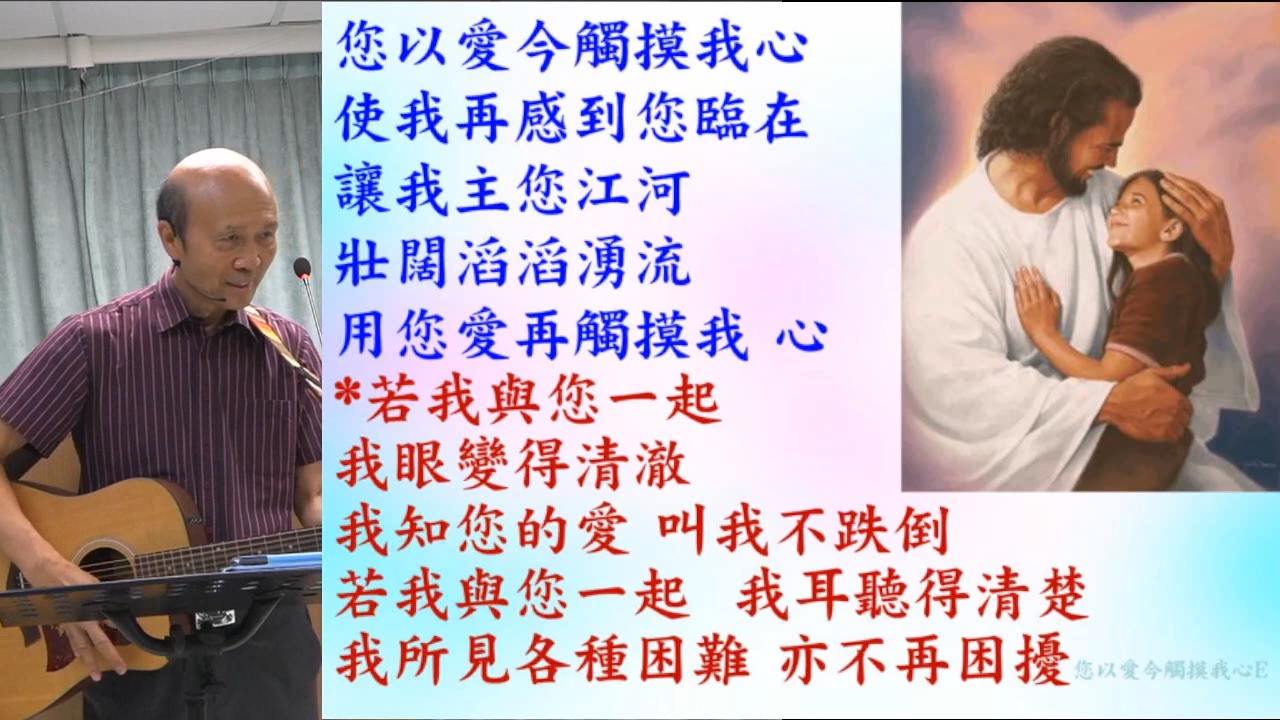 您以愛今觸摸我心
使我再感到您臨在
讓我主您江河
壯闊滔滔湧流
用您愛再觸摸我 心
*若我與您一起
我眼變得清澈
我知您的愛 叫我不跌倒
若我與您一起 我耳聽得清楚
我所見各種困難 亦不再困擾
您以愛今觸摸我心E